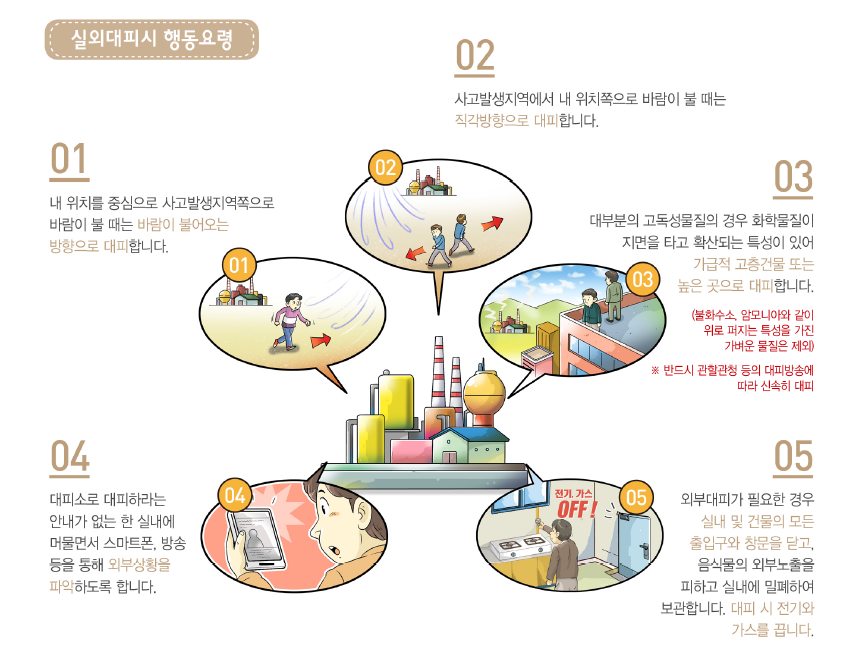 실외대피시 행동요령
01
내 위치를 중심으로 사고발생지역쪽으로
바람이 불 때는 바람이 불어오는
방향으로 대피합니다.
02
사고발생지역에서 내 위치쪽으로 바람이 불 때는
직각방향으로 대피합니다.
03
대부분의 고독성물질의 경우 화학물질이
지면을 타고 확산되는 특성이 있어
가급적 고층건물 또는
높은 곳으로 대피합니다.
(불화수소, 암모니아와 같이
위로 퍼지는 특성을 가진
가벼운 물질은 제외)
※ 반드시 관할관청 등의 대피방송에
따라 신속히 대피
01
02
03
04
대피소로 대피하라는
안내가 없는 한 실내에
머물면서 스마트폰, 방송
등을 통해 외부상황을
파악하도록 합니다.
04
전기, 가스
OFF !
05
05
외부대피가 필요한 경우
실내 및 건물의 모든
출입구와 창문을 닫고,
음식물의 외부노출을
피하고 실내에 밀폐하여
보관합니다. 대피 시 전기와
가스를 끕니다.